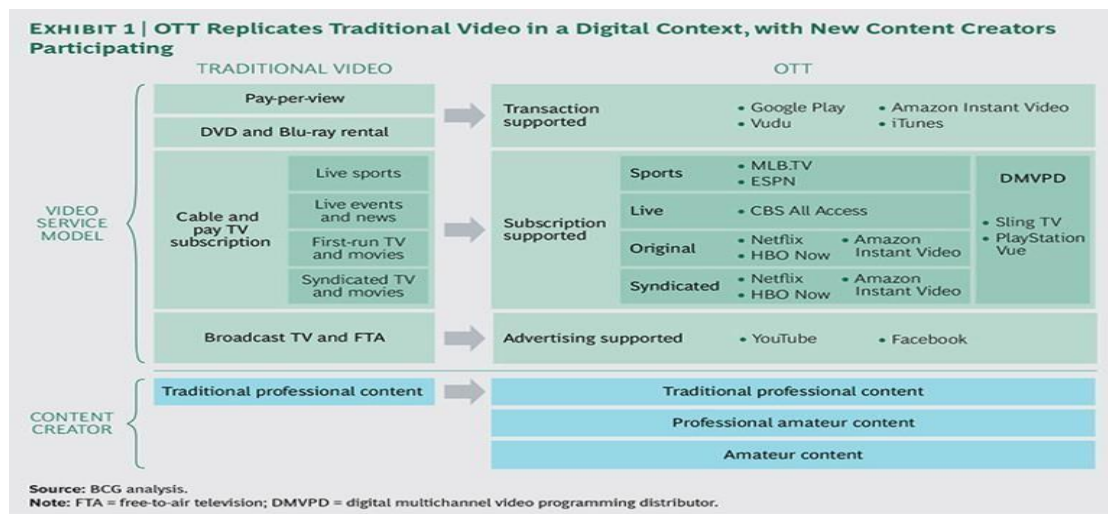 EXHIBIT 1 | OTT Replicates Traditional Video in a Digital Context, with New Content Creators
Participating
TRADITIONAL VIDEO
OTT
VIDEO
SERVICE
MODEL
Pay-per-view
DVD and Blu-ray rental
Transaction
supported
• Google Play
• Amazon Instant Video
• Vudu
• iTunes
Cable and
pay TV
subscription
Live sports
Live events
and news
First-run TV
and movies
Syndicated TV
and movies
Subscription
supported
Sports
• MLB.TV
• ESPN
Live
• CBS All Access
Original
• Netflix
• HBO Now
• Amazon
Instant Video
Syndicated
• Netflix
• HBO Now
• Amazon
Instant Video
DMVPD
• Sling TV
• PlayStation
Vue
Broadcast TV and FTA
Advertising supported
• YouTube
• Facebook
CONTENT
CREATOR
Traditional professional content
Traditional professional content
Professional amateur content
Amateur content
Source: BCG analysis.
Note: FTA = free-to-air television; DMVPD = digital multichannel video programming distributor.